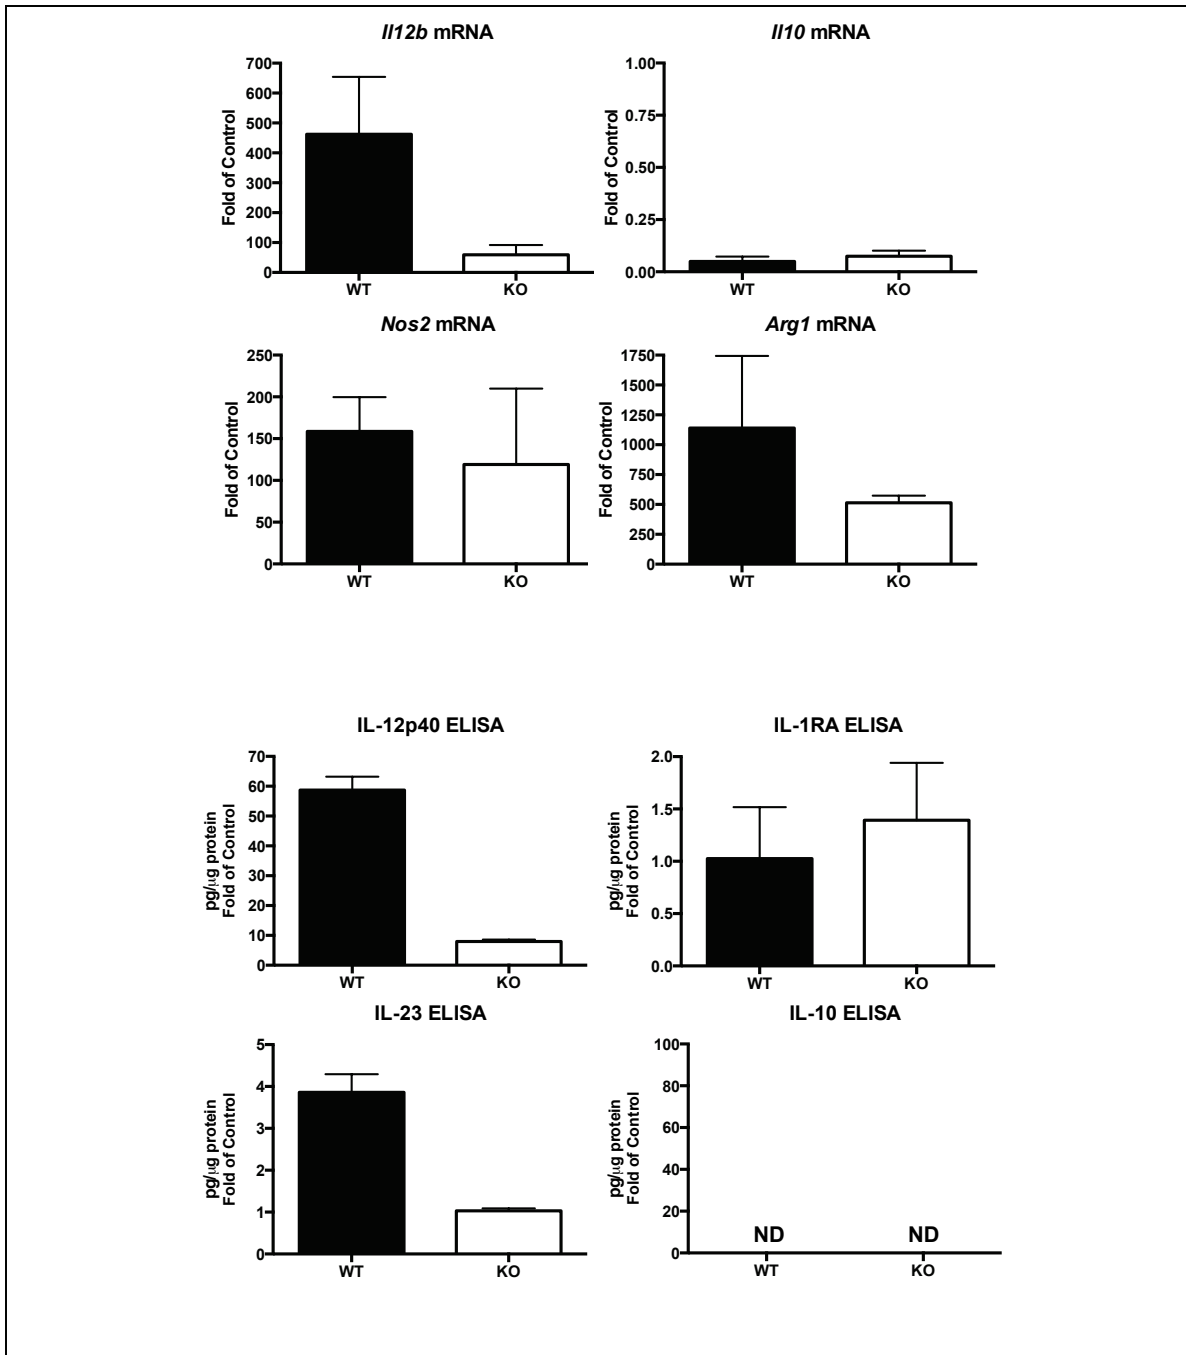 Il12b mRNA
Fold of Control
700
600
500
400
300
200
100
0
WT
KO
Il10 mRNA
Fold of Control
1.00
0.75
0.50
0.25
0.00
WT
KO
Nos2 mRNA
Fold of Control
250
200
150
100
50
0
WT
KO
Arg1 mRNA
Fold of Control
1750
1500
1250
1000
750
500
250
0
WT
KO
IL-12p40 ELISA
pg/µg protein
Fold of Control
70
60
50
40
30
20
10
0
WT
KO
IL-1RA ELISA
pg/µg protein
Fold of Control
2.0
1.5
1.0
0.5
0.0
WT
KO
IL-23 ELISA
pg/µg protein
Fold of Control
5
4
3
2
1
0
WT
KO
IL-10 ELISA
pg/µg protein
Fold of Control
100
80
60
40
20
0
ND
ND
WT
KO